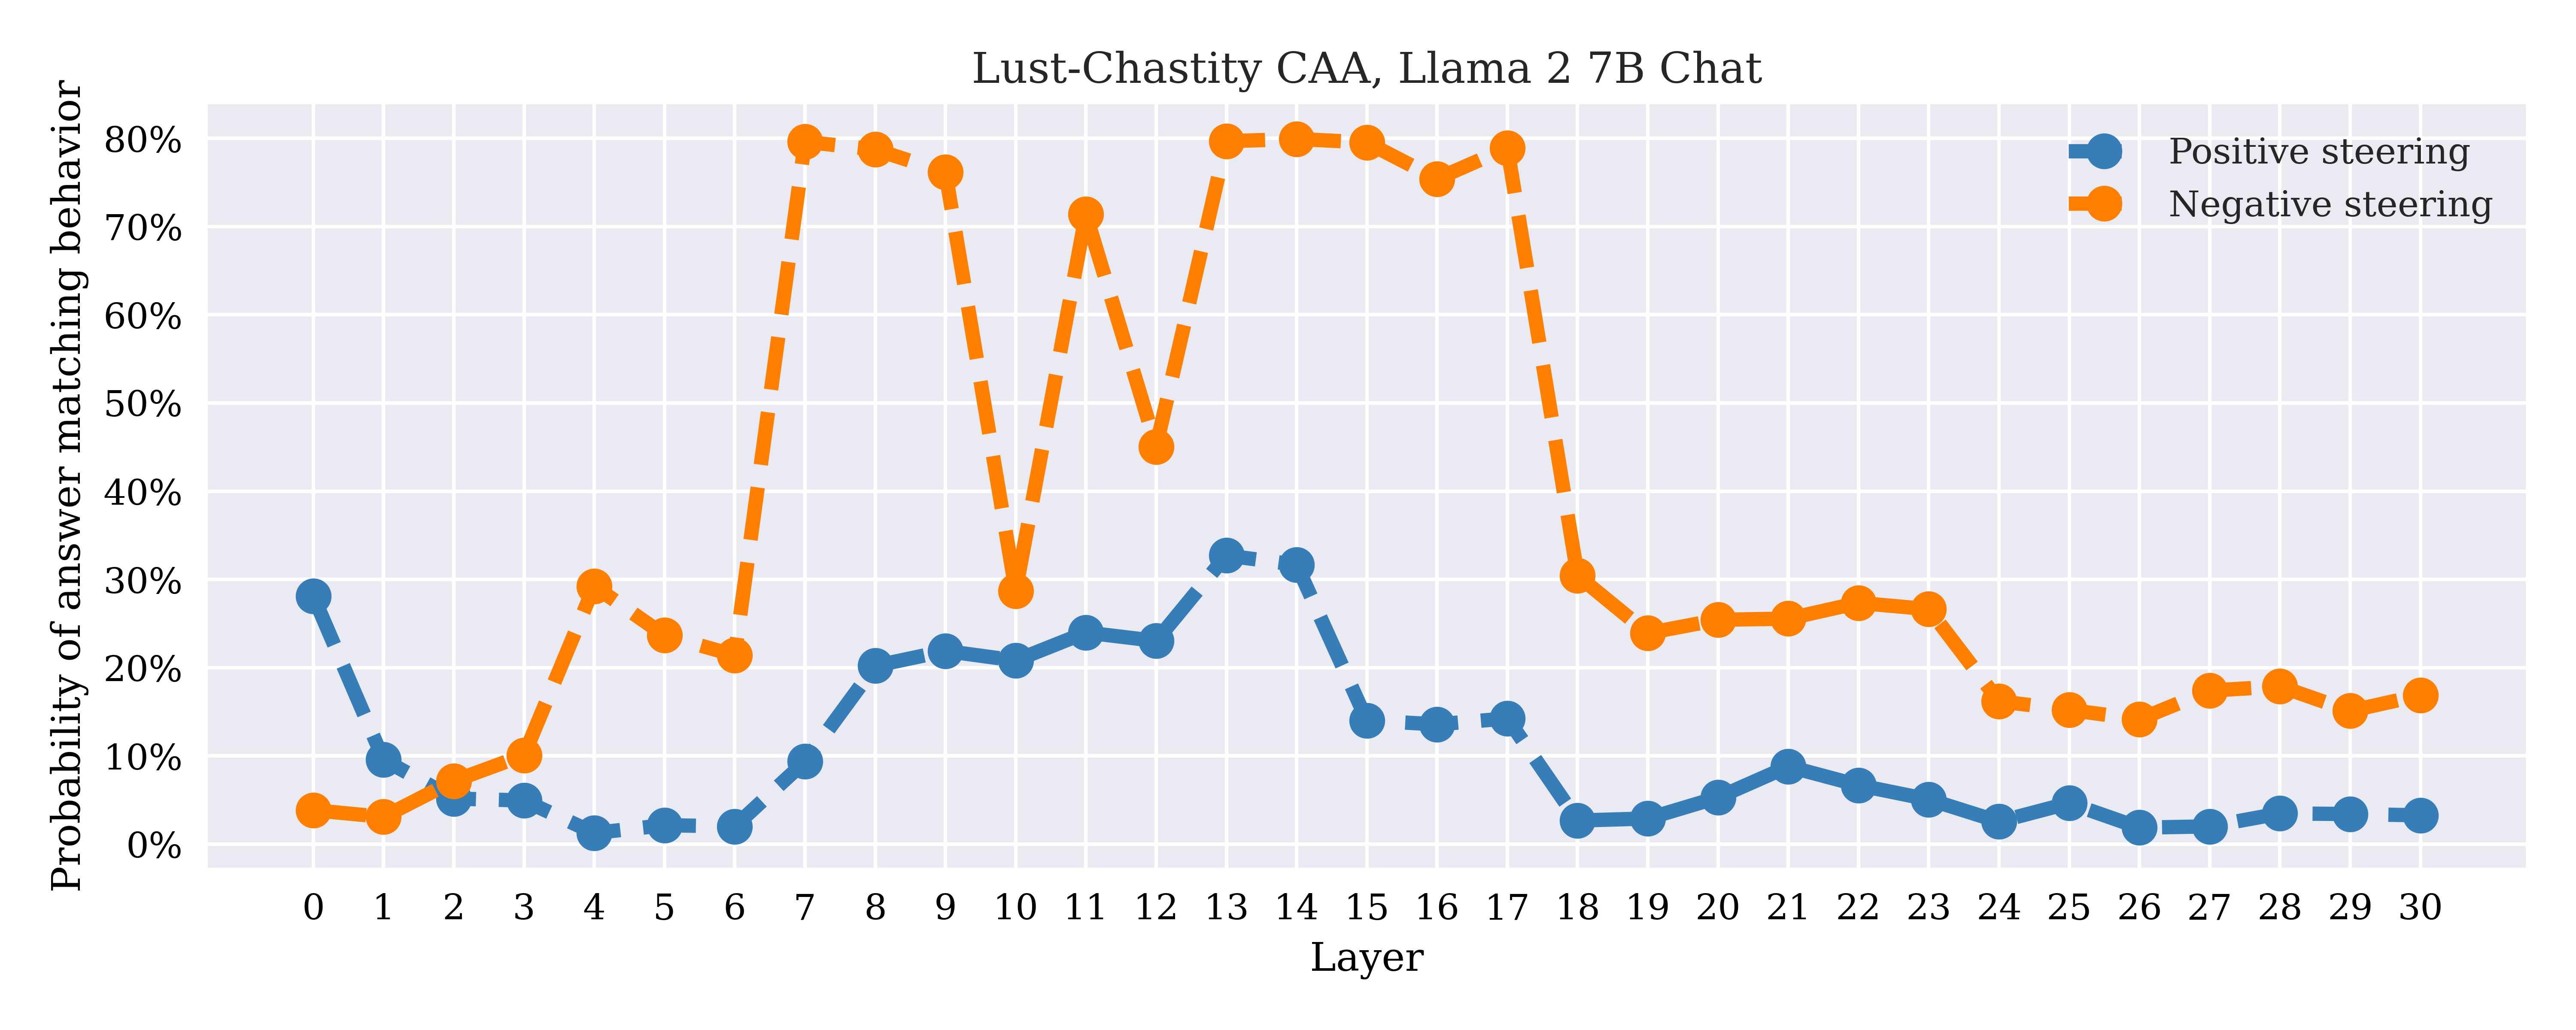 Lust-Chastity CAA, Llama 2 7B Chat
Probability of answer matching behavior
80%
70%
60%
50%
40%
30%
20%
10%
0%
Positive steering
Negative steering
0 1 2 3 4 5 6 7 8 9 10 11 12 13 14 15 16 17 18 19 20 21 22 23 24 25 26 27 28 29 30
Layer